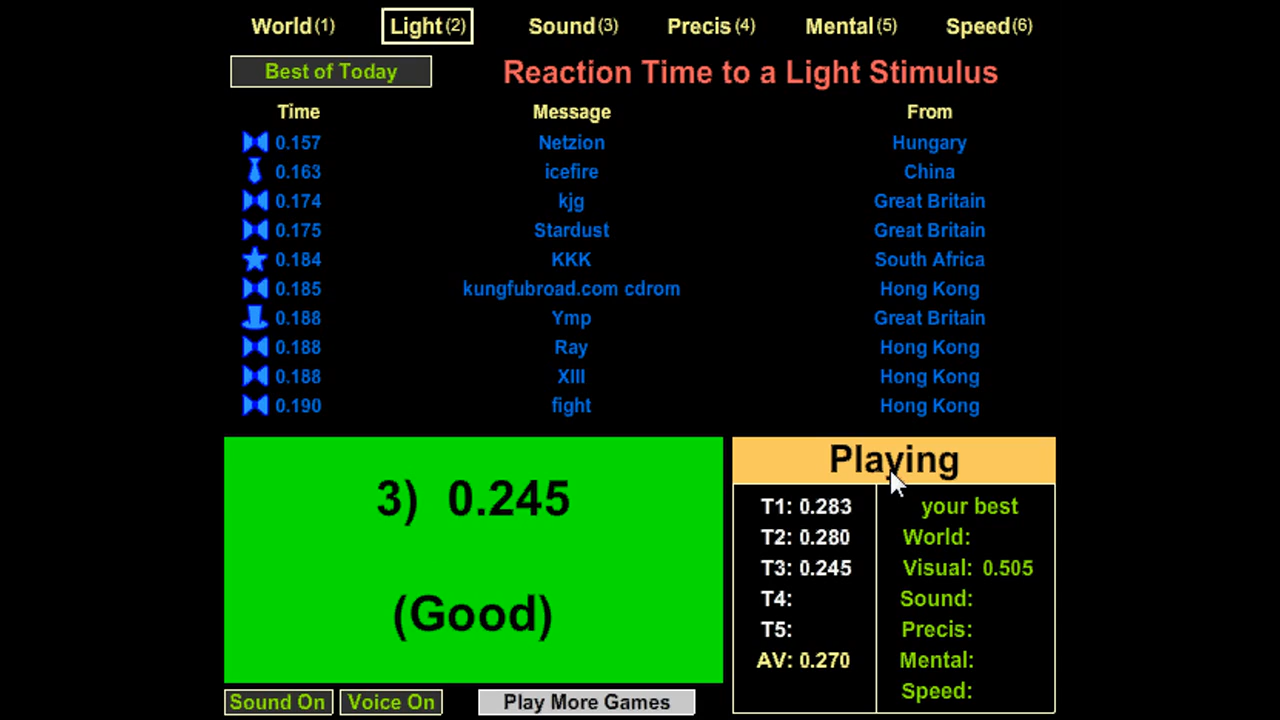 World(1) Light(2) Sound(3) Precis(4) Mental(5) Speed(6)
Best of Today Reaction Time to a Light Stimulus
Time Message From
0.157 Netzion Hungary
0.163 icefire China
0.174 kjg Great Britain
0.175 Stardust Great Britain
0.184 KKK South Africa
0.185 kungfubroad.com cdrom Hong Kong
0.188 Ymp Great Britain
0.188 Ray Hong Kong
0.188 XIII Hong Kong
0.190 fight Hong Kong
3) 0.245
(Good)
Playing
T1: 0.283
T2: 0.280
T3: 0.245
T4:
T5:
AV: 0.270
your best
World:
Visual: 0.505
Sound:
Precis:
Mental:
Speed:
Sound On Voice On Play More Games